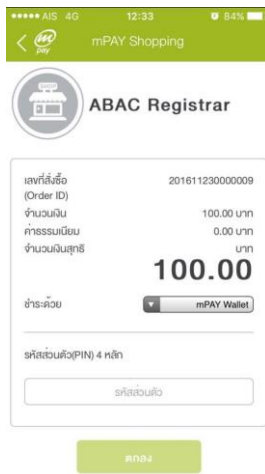 AIS 4G 12:33 84%
m pay mPAY Shopping
SHOP
ABAC Registrar
เลขที่สั่งซื้อ 201611230000009
(Order ID)
จำนวนเงิน 100.00 บาท
ค่าธรรมเนียม 0.00 บาท
จำนวนเงินสุทธิ บาท
100.00
ชำระด้วย mPAY Wallet
รหัสส่วนตัว(PIN) 4 หลัก
รหัสส่วนตัว
ตกลง